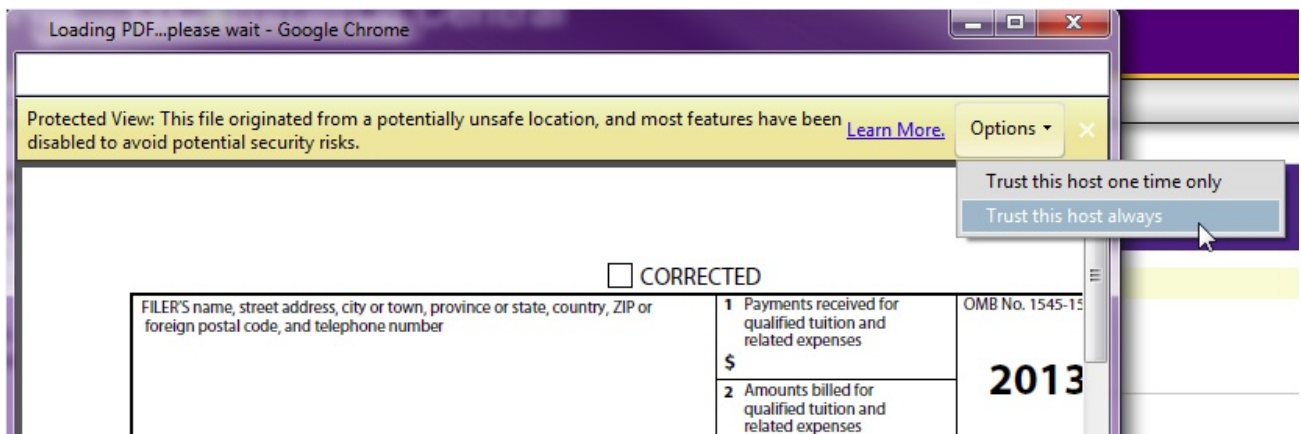 Loading PDF...please wait - Google Chrome
Protected View: This file originated from a potentially unsafe location, and most features have been
disabled to avoid potential security risks.
Learn More.
Options
Trust this host one time only
Trust this host always
CORRECTED
FILER'S name, street address, city or town, province or state, country, ZIP or
foreign postal code, and telephone number
1 Payments received for
qualified tuition and
related expenses
$
2 Amounts billed for
qualified tuition and
related expenses
OMB No. 1545-15
2013